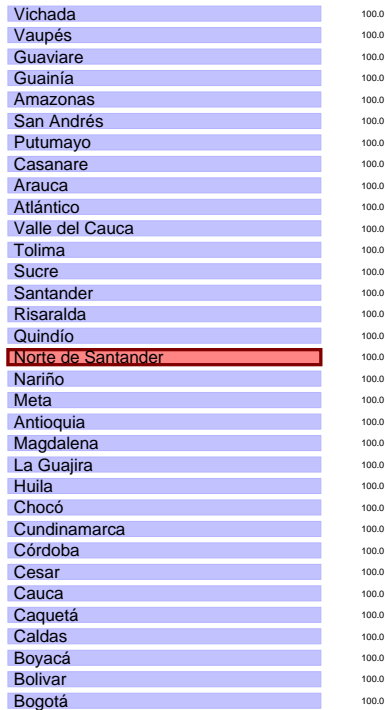 Vichada 100.0
Vaupés 100.0
Guaviare 100.0
Guainía 100.0
Amazonas 100.0
San Andrés 100.0
Putumayo 100.0
Casanare 100.0
Arauca 100.0
Atlántico 100.0
Valle del Cauca 100.0
Tolima 100.0
Sucre 100.0
Santander 100.0
Risaralda 100.0
Quindío 100.0
Norte de Santander 100.0
Nariño 100.0
Meta 100.0
Antioquia 100.0
Magdalena 100.0
La Guajira 100.0
Huila 100.0
Chocó 100.0
Cundinamarca 100.0
Córdoba 100.0
Cesar 100.0
Cauca 100.0
Caquetá 100.0
Caldas 100.0
Boyacá 100.0
Bolivar 100.0
Bogotá 100.0